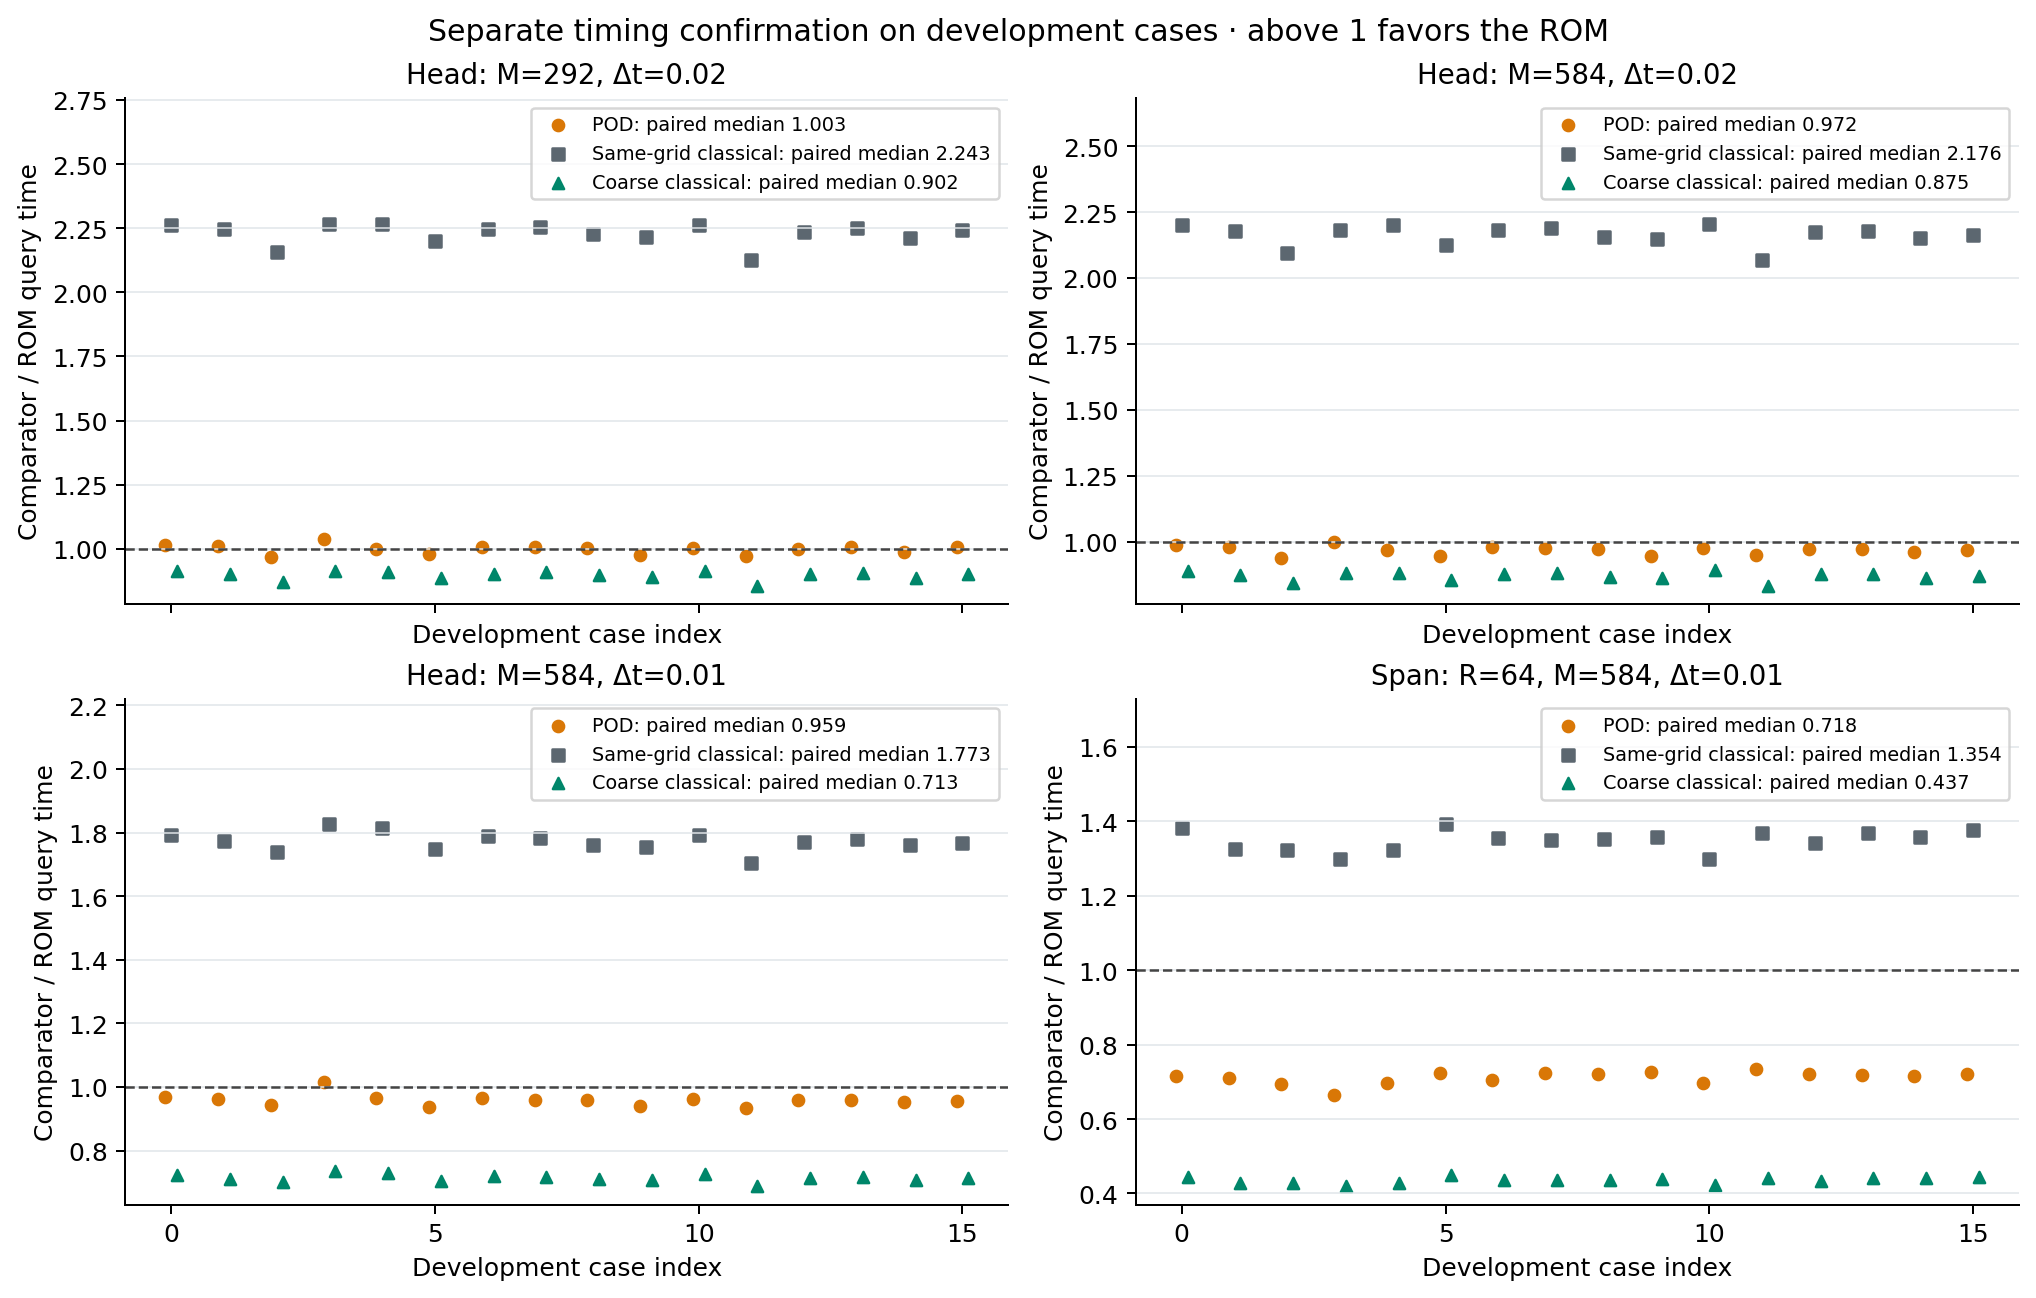 Separate timing confirmation on development cases · above 1 favors the ROM
Head: M=292, Δt=0.02
Comparator / ROM query time
2.75
2.50
2.25
2.00
1.75
1.50
1.25
1.00
POD: paired median 1.003
Same-grid classical: paired median 2.243
Coarse classical: paired median 0.902
Development case index
Head: M=584, Δt=0.02
Comparator / ROM query time
2.50
2.25
2.00
1.75
1.50
1.25
1.00
POD: paired median 0.972
Same-grid classical: paired median 2.176
Coarse classical: paired median 0.875
Development case index
Head: M=584, Δt=0.01
Comparator / ROM query time
2.2
2.0
1.8
1.6
1.4
1.2
1.0
0.8
POD: paired median 0.959
Same-grid classical: paired median 1.773
Coarse classical: paired median 0.713
0 5 10 15
Development case index
Span: R=64, M=584, Δt=0.01
Comparator / ROM query time
1.6
1.4
1.2
1.0
0.8
0.6
0.4
POD: paired median 0.718
Same-grid classical: paired median 1.354
Coarse classical: paired median 0.437
0 5 10 15
Development case index